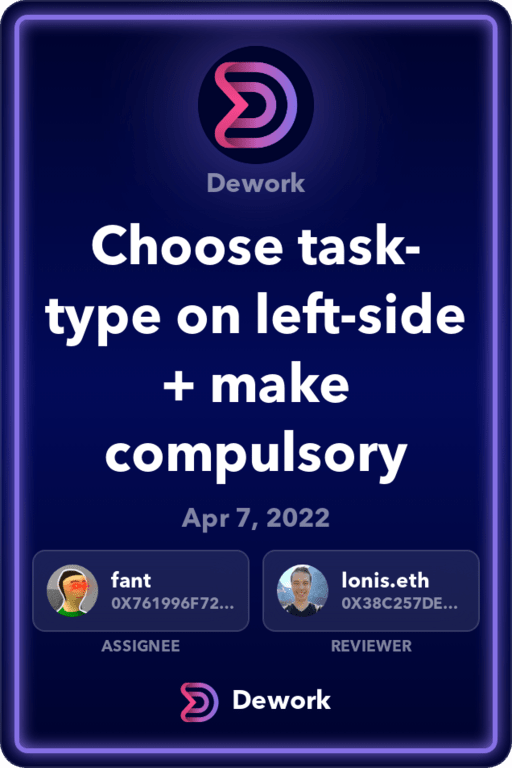 Dework
Choose task-
type on left-side
+ make
compulsory
Apr 7, 2022
fant
0X761996F72...
ASSIGNEE
lonis.eth
0X38C257DE...
REVIEWER
Dework